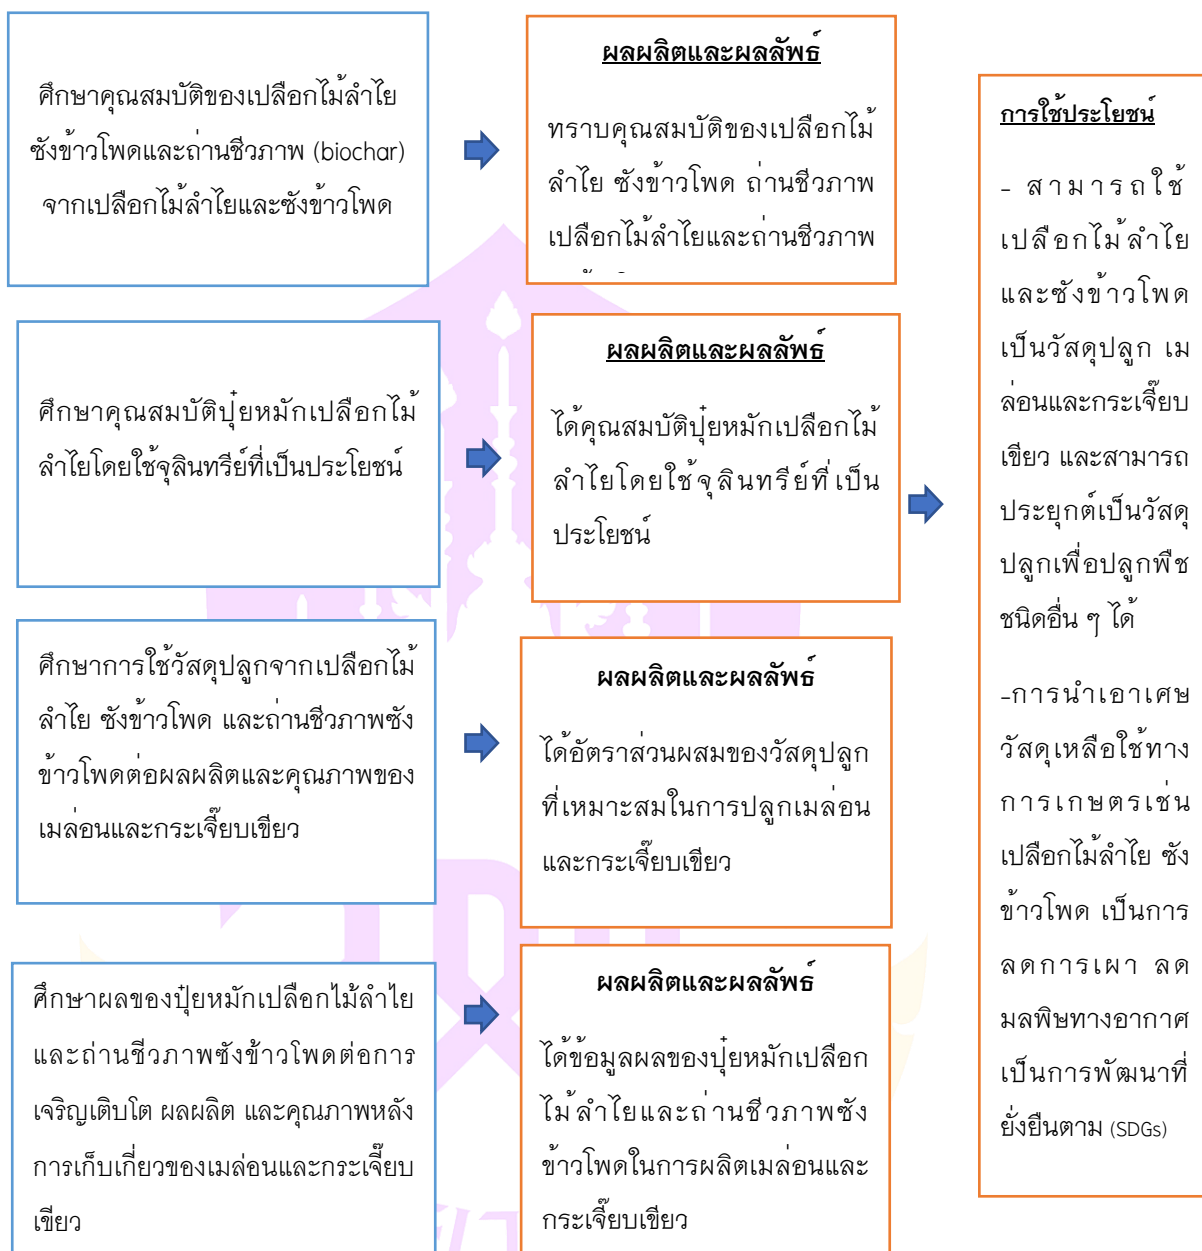 ศึกษาคุณสมบัติของเปลือกไม้ลำไย
ซังข้าวโพดและถ่านชีวภาพ (biochar)
จากเปลือกไม้ลำไยและซังข้าวโพด
ผลผลิตและผลลัพธ์
ทราบคุณสมบัติของเปลือกไม้
ลำไย ซังข้าวโพด ถ่านชีวภาพ
เปลือกไม้ลำไยและถ่านชีวภาพ
ศึกษาคุณสมบัติปุ๋ยหมักเปลือกไม้
ลำไยโดยใช้จุลินทรีย์ที่เป็นประโยชน์
ผลผลิตและผลลัพธ์
ได้คุณสมบัติปุ๋ยหมักเปลือกไม้
ลำไยโดยใช้จุลินทรีย์ที่เป็น
ประโยชน์
ศึกษาการใช้วัสดุปลูกจากเปลือกไม้
ลำไย ซังข้าวโพด และถ่านชีวภาพซัง
ข้าวโพดต่อผลผลิตและคุณภาพของ
เมล่อนและกระเจี๊ยบเขียว
ผลผลิตและผลลัพธ์
ได้อัตราส่วนผสมของวัสดุปลูก
ที่เหมาะสมในการปลูกเมล่อน
และกระเจี๊ยบเขียว
ศึกษาผลของปุ๋ยหมักเปลือกไม้ลำไย
และถ่านชีวภาพซังข้าวโพดต่อการ
เจริญเติบโต ผลผลิต และคุณภาพหลัง
การเก็บเกี่ยวของเมล่อนและกระเจี๊ยบ
เขียว
ผลผลิตและผลลัพธ์
ได้ข้อมูลผลของปุ๋ยหมักเปลือก
ไม้ลำไยและถ่านชีวภาพซัง
ข้าวโพดในการผลิตเมล่อนและ
กระเจี๊ยบเขียว
การใช้ประโยชน์
- สามารถใช้
เปลือกไม้ลำไย
และซังข้าวโพด
เป็นวัสดุปลูก เม
ล่อนและกระเจี๊ยบ
เขียว และสามารถ
ประยุกต์เป็นวัสดุ
ปลูกเพื่อปลูกพืช
ชนิดอื่น ๆ ได้
-การนำเอาเศษ
วัสดุเหลือใช้ทาง
การเกษตรเช่น
เปลือกไม้ลำไย ซัง
ข้าวโพด เป็นการ
ลดการเผา ลด
มลพิษทางอากาศ
เป็นการพัฒนาที่
ยั่งยืนตาม (SDGs)